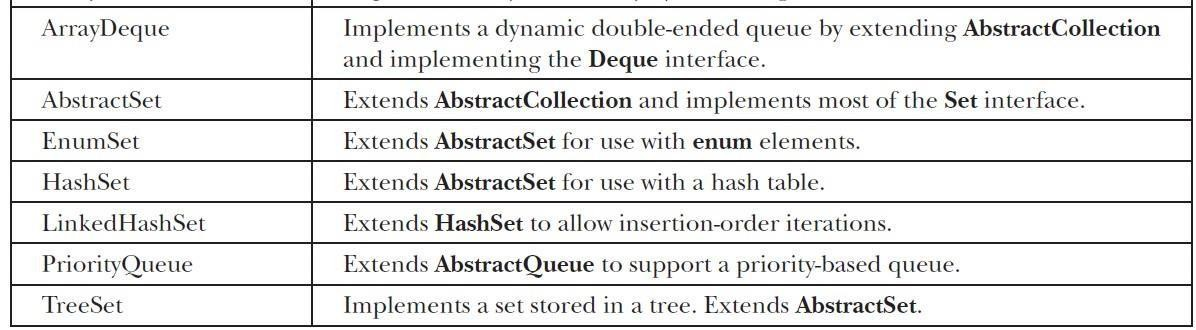 ArrayDeque
Implements a dynamic double-ended queue by extending AbstractCollection
and implementing the Deque interface.
AbstractSet
Extends AbstractCollection and implements most of the Set interface.
EnumSet
Extends AbstractSet for use with enum elements.
HashSet
Extends AbstractSet for use with a hash table.
LinkedHashSet
Extends HashSet to allow insertion-order iterations.
PriorityQueue
Extends AbstractQueue to support a priority-based queue.
TreeSet
Implements a set stored in a tree. Extends AbstractSet.